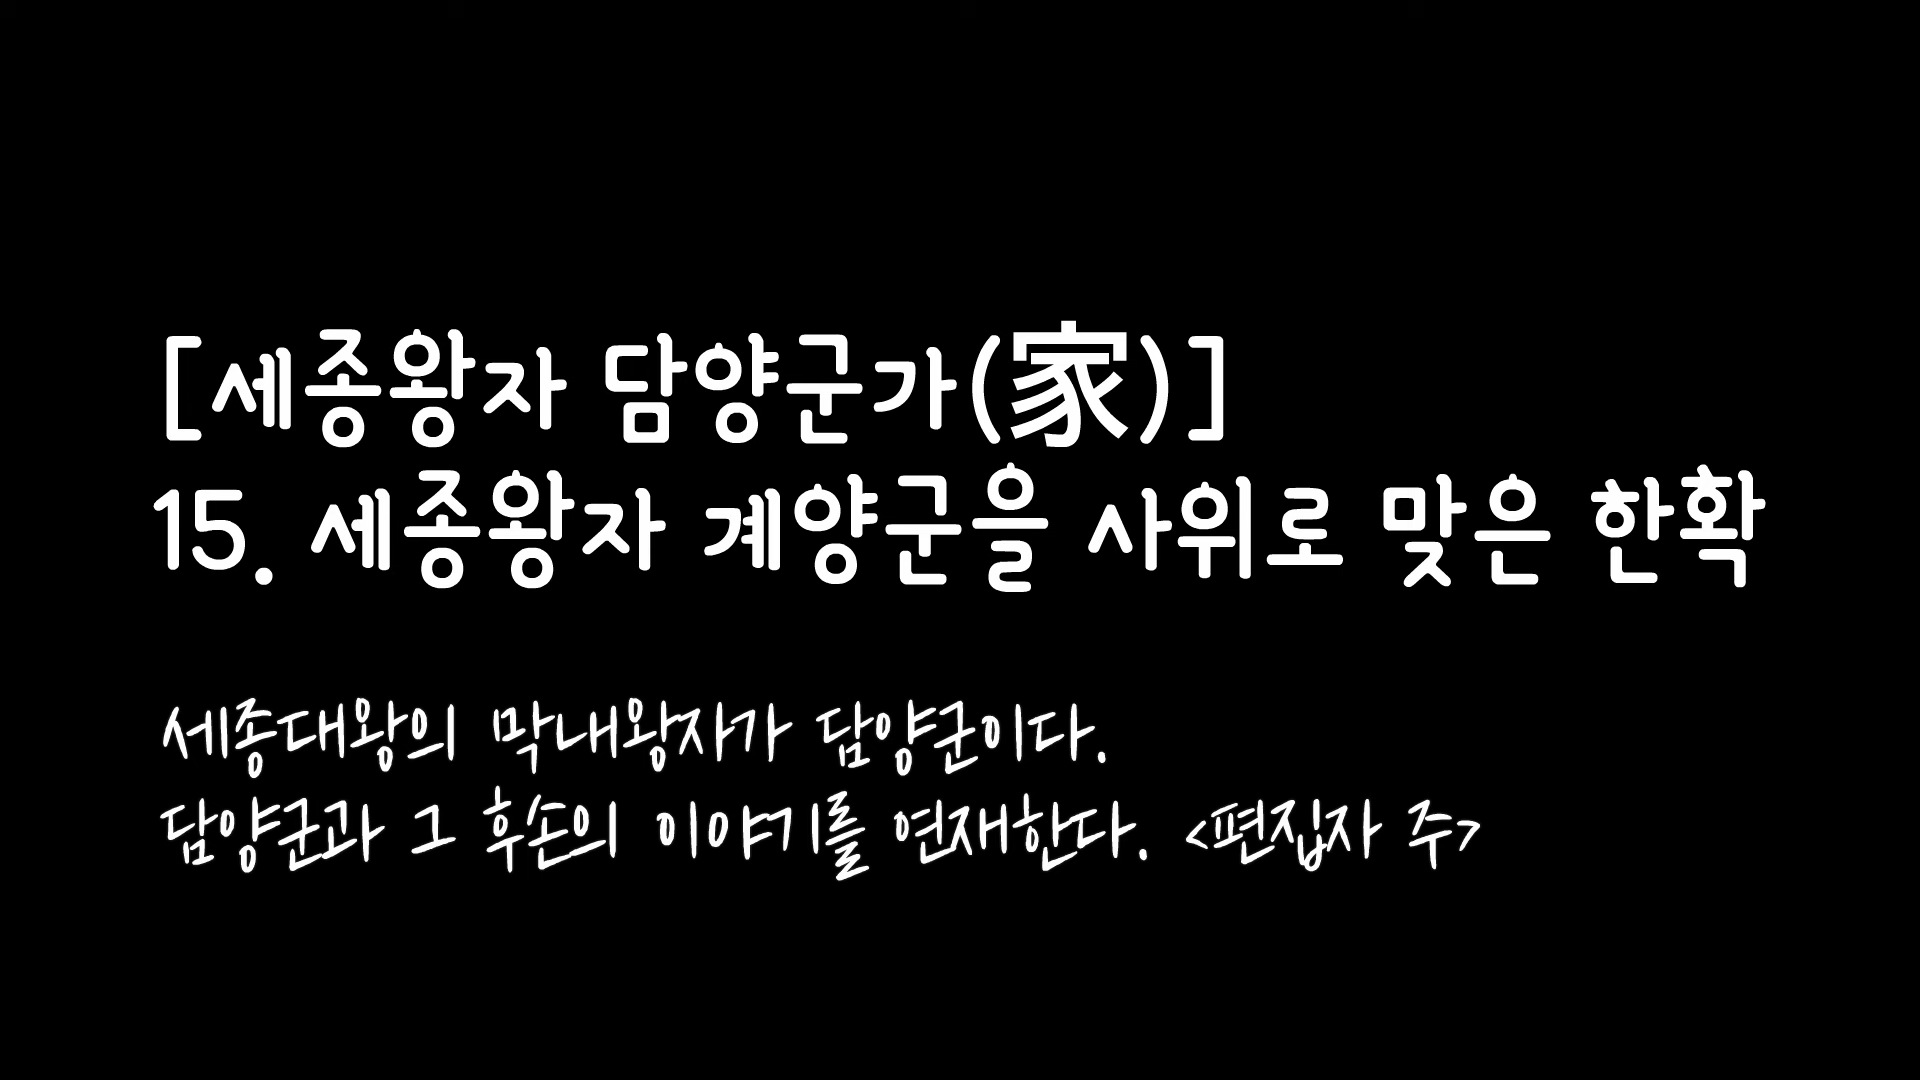 [세종왕자 담양군가(家)]
15. 세종왕자 계양군을 사위로 맞은 한확
세종대왕의 막내왕자가 담양군이다.
담양군과 그 후손의 이야기를 연재한다. <편집자 주>